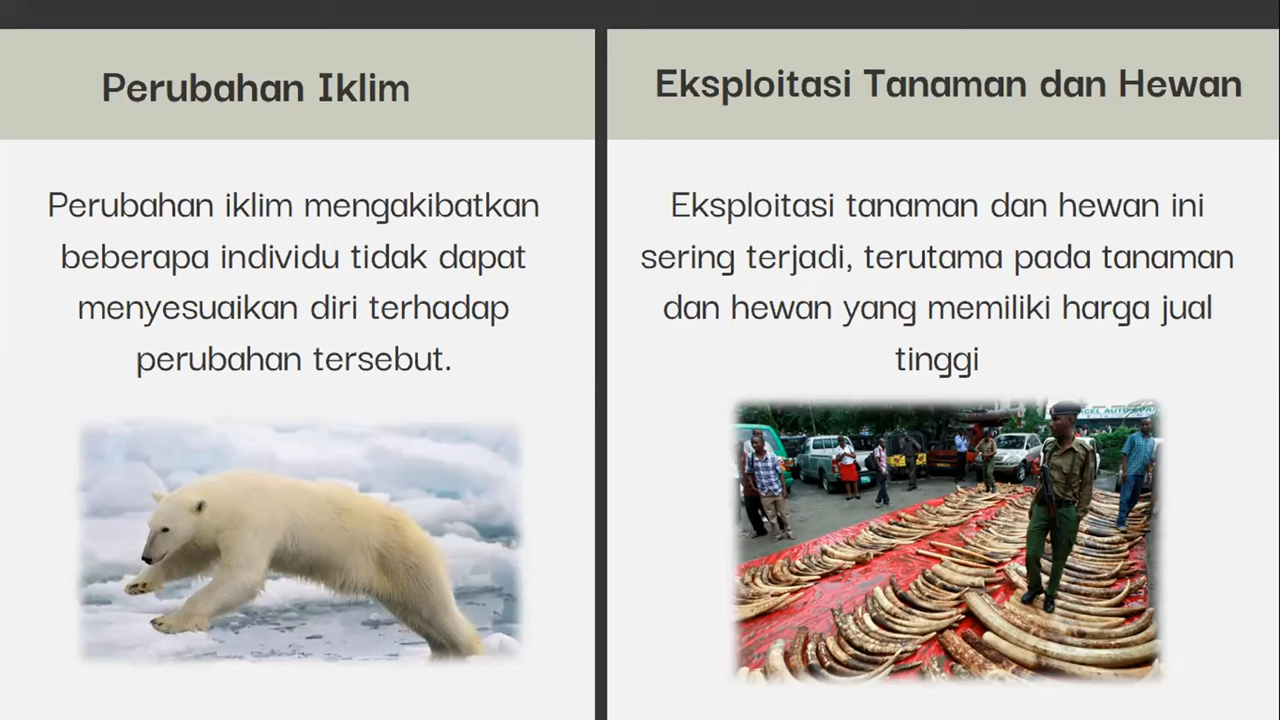 Perubahan Iklim
Perubahan iklim mengakibatkan
beberapa individu tidak dapat
menyesuaikan diri terhadap
perubahan tersebut.
Eksploitasi Tanaman dan Hewan
Eksploitasi tanaman dan hewan ini
sering terjadi, terutama pada tanaman
dan hewan yang memiliki harga jual
tinggi